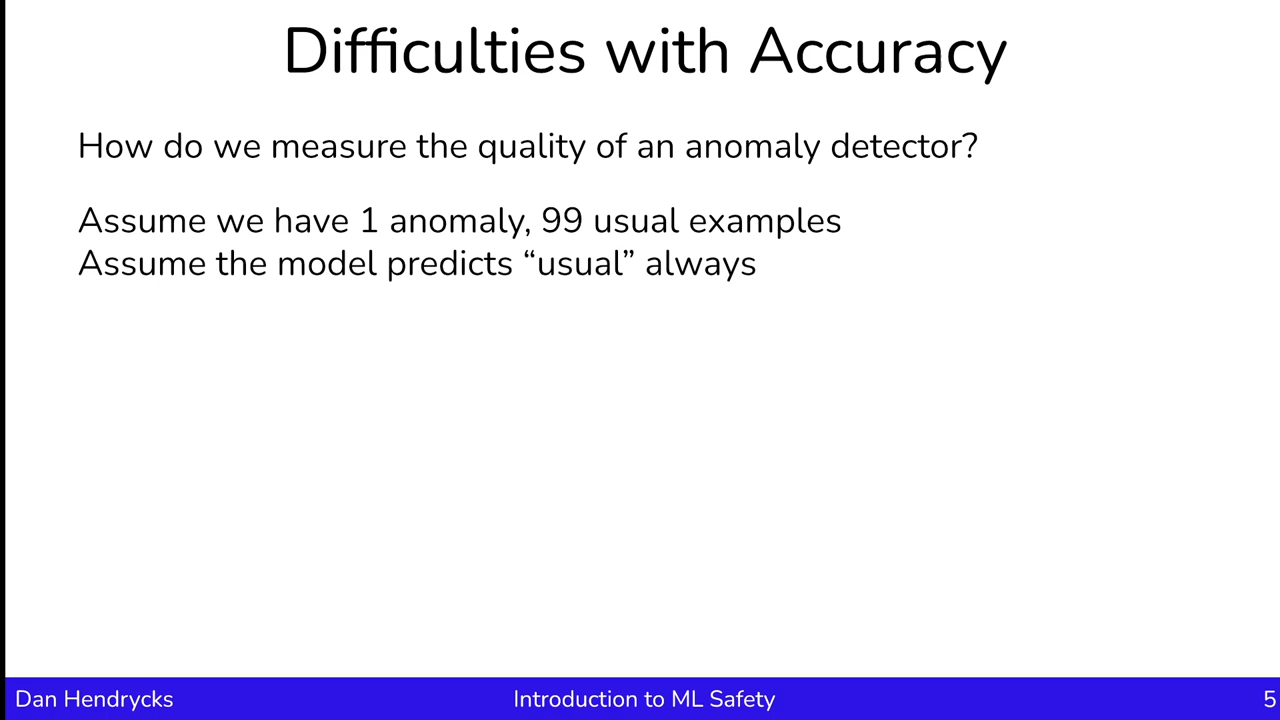 Difficulties with Accuracy
How do we measure the quality of an anomaly detector?
Assume we have 1 anomaly, 99 usual examples
Assume the model predicts “usual” always
Dan Hendrycks
Introduction to ML Safety
5